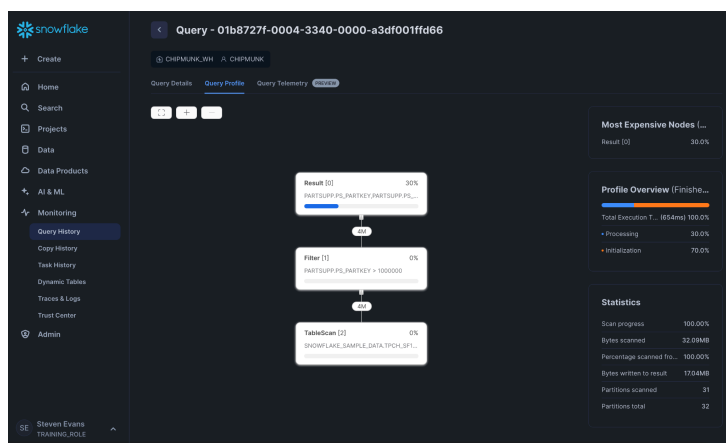 snowflake
Create
Home
Search
Projects
Data
Data Products
AI & ML
Monitoring
Query History
Copy History
Task History
Dynamic Tables
Traces & Logs
Trust Center
Admin
SE
Steven Evans
TRAINING_ROLE
Query - 01b8727f-0004-3340-0000-a3df001ffd66
CHIPMUNK_WH CHIPMUNK
Query Details Query Profile Query Telemetry PREVIEW
Result [0] 30%
PARTSUPP.PS_PARTKEY,PARTSUPP.PS_...
4M
Filter [1] 0%
PARTSUPP.PS_PARTKEY > 1000000
4M
TableScan [2] 0%
SNOWFLAKE_SAMPLE_DATA.TPCH_SF1...
Most Expensive Nodes (...
Result [0] 30.0%
Profile Overview (Finishe...
Total Execution T... (654ms) 100.0%
Processing 30.0%
Initialization 70.0%
Statistics
Scan progress 100.00%
Bytes scanned 32.09MB
Percentage scanned fro... 100.00%
Bytes written to result 17.04MB
Partitions scanned 31
Partitions total 32